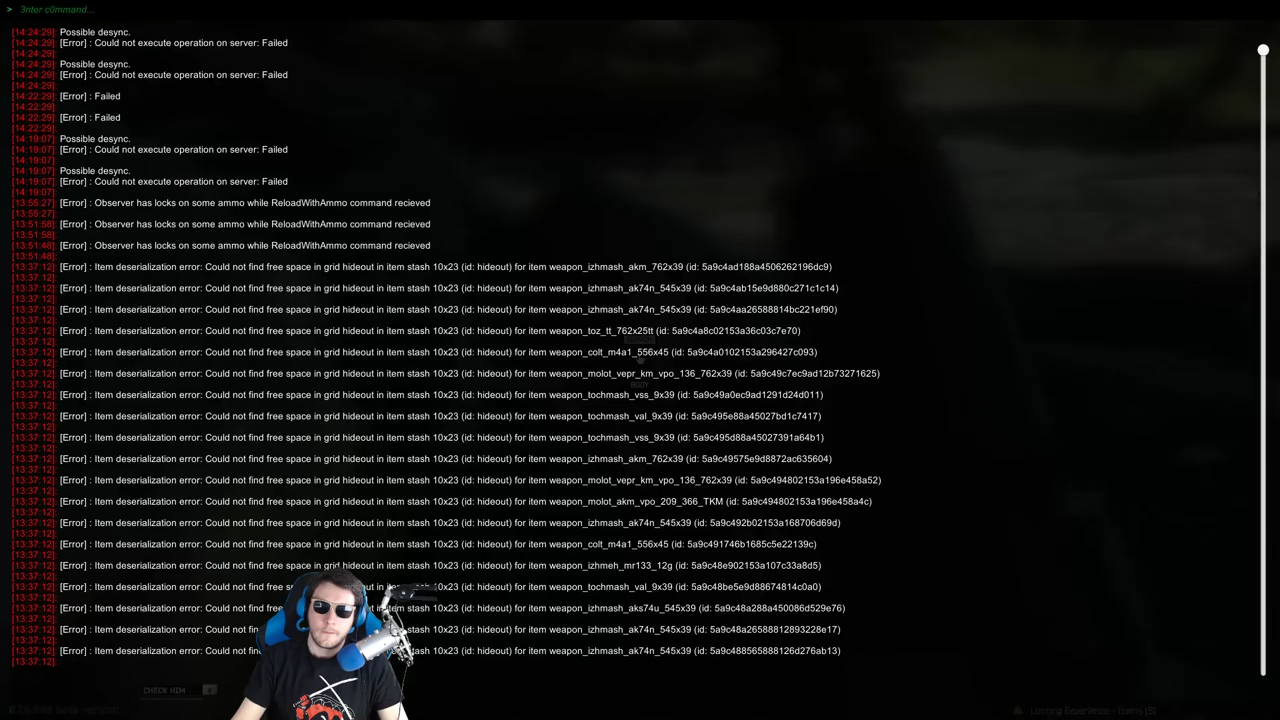 > 3nter c0mmand...
[14:24:29]: Possible desync.
[14:24:29]: [Error] : Could not execute operation on server: Failed
[14:24:29]:
[14:24:29]: Possible desync.
[14:24:29]: [Error] : Could not execute operation on server: Failed
[14:24:29]:
[14:22:29]: [Error] : Failed
[14:22:29]:
[14:22:29]: [Error] : Failed
[14:22:29]:
[14:19:07]: Possible desync.
[14:19:07]: [Error] : Could not execute operation on server: Failed
[14:19:07]:
[14:19:07]: Possible desync.
[14:19:07]: [Error] : Could not execute operation on server: Failed
[14:19:07]:
[13:55:27]: [Error] : Observer has locks on some ammo while ReloadWithAmmo command recieved
[13:55:27]:
[13:51:58]: [Error] : Observer has locks on some ammo while ReloadWithAmmo command recieved
[13:51:58]:
[13:51:48]: [Error] : Observer has locks on some ammo while ReloadWithAmmo command recieved
[13:51:48]:
[13:37:12]: [Error] : Item deserialization error: Could not find free space in grid hideout in item stash 10x23 (id: hideout) for item weapon_izhmash_akm_762x39 (id: 5a9c4ad188a4506262196dc9)
[13:37:12]:
[13:37:12]: [Error] : Item deserialization error: Could not find free space in grid hideout in item stash 10x23 (id: hideout) for item weapon_izhmash_ak74n_545x39 (id: 5a9c4ab15e9d880c271c1c14)
[13:37:12]:
[13:37:12]: [Error] : Item deserialization error: Could not find free space in grid hideout in item stash 10x23 (id: hideout) for item weapon_izhmash_ak74n_545x39 (id: 5a9c4aa26588814bc221ef90)
[13:37:12]:
[13:37:12]: [Error] : Item deserialization error: Could not find free space in grid hideout in item stash 10x23 (id: hideout) for item weapon_toz_tt_762x25tt (id: 5a9c4a8c02153a36c03c7e70)
[13:37:12]:
[13:37:12]: [Error] : Item deserialization error: Could not find free space in grid hideout in item stash 10x23 (id: hideout) for item weapon_colt_m4a1_556x45 (id: 5a9c4a0102153a296427c093)
[13:37:12]:
[13:37:12]: [Error] : Item deserialization error: Could not find free space in grid hideout in item stash 10x23 (id: hideout) for item weapon_molot_vepr_km_vpo_136_762x39 (id: 5a9c49c7ec9ad12b73271625)
BODY
[13:37:12]:
[13:37:12]: [Error] : Item deserialization error: Could not find free space in grid hideout in item stash 10x23 (id: hideout) for item weapon_tochmash_vss_9x39 (id: 5a9c49a0ec9ad1291d24d011)
[13:37:12]:
[13:37:12]: [Error] : Item deserialization error: Could not find free space in grid hideout in item stash 10x23 (id: hideout) for item weapon_tochmash_val_9x39 (id: 5a9c495e88a45027bd1c7417)
[13:37:12]:
[13:37:12]: [Error] : Item deserialization error: Could not find free space in grid hideout in item stash 10x23 (id: hideout) for item weapon_tochmash_vss_9x39 (id: 5a9c495d88a45027391a64b1)
[13:37:12]:
[13:37:12]: [Error] : Item deserialization error: Could not find free space in grid hideout in item stash 10x23 (id: hideout) for item weapon_izhmash_akm_762x39 (id: 5a9c49575e9d8872ac635604)
[13:37:12]:
[13:37:12]: [Error] : Item deserialization error: Could not find free space in grid hideout in item stash 10x23 (id: hideout) for item weapon_molot_vepr_km_vpo_136_762x39 (id: 5a9c494802153a196e458a52)
[13:37:12]:
[13:37:12]: [Error] : Item deserialization error: Could not find free space in grid hideout in item stash 10x23 (id: hideout) for item weapon_molot_akm_vpo_209_366_TKM (id: 5a9c494802153a196e458a4c)
[13:37:12]:
[13:37:12]: [Error] : Item deserialization error: Could not find free space in grid hideout in item stash 10x23 (id: hideout) for item weapon_izhmash_ak74n_545x39 (id: 5a9c492b02153a168706d69d)
[13:37:12]:
[13:37:12]: [Error] : Item deserialization error: Could not find free space in grid hideout in item stash 10x23 (id: hideout) for item weapon_colt_m4a1_556x45 (id: 5a9c491746b1685c5e22139c)
[13:37:12]:
[13:37:12]: [Error] : Item deserialization error: Could not find free space in grid hideout in item stash 10x23 (id: hideout) for item weapon_izhmeh_mr133_12g (id: 5a9c48e902153a107c33a8d5)
[13:37:12]:
[13:37:12]: [Error] : Item deserialization error: Could not find free s in item stash 10x23 (id: hideout) for item weapon_tochmash_val_9x39 (id: 5a9c48be5e9d88674814c0a0)
[13:37:12]:
[13:37:12]: [Error] : Item deserialization error: Could not find free in item stash 10x23 (id: hideout) for item weapon_izhmash_aks74u_545x39 (id: 5a9c48a288a450086d529e76)
[13:37:12]:
[13:37:12]: [Error] : Item deserialization error: Could not fin stash 10x23 (id: hideout) for item weapon_izhmash_ak74n_545x39 (id: 5a9c48a26588812893228e17)
[13:37:12]:
[13:37:12]: [Error] : Item deserialization error: Could not fin stash 10x23 (id: hideout) for item weapon_izhmash_ak74n_545x39 (id: 5a9c488565888126d276ab13)
[13:37:12]:
CHECK HIM
Looting Experience - Items